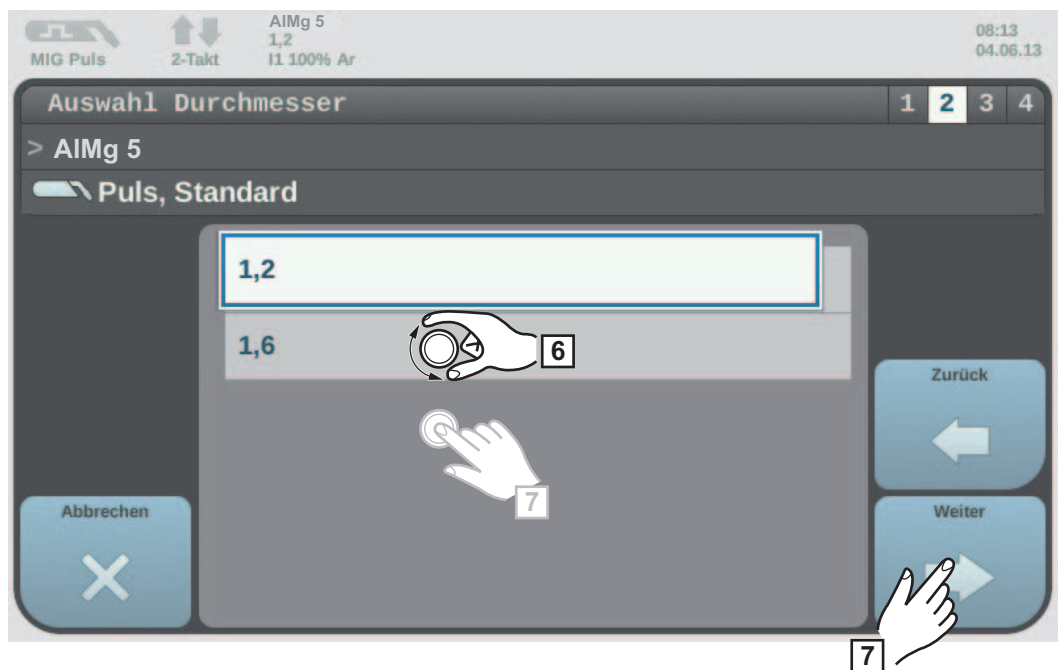 AlMg 5
1,2
I1 100% Ar
MIG Puls
2-Takt
08:13
04.06.13
Auswahl Durchmesser
1 2 3 4
> AlMg 5
Puls, Standard
1,2
1,6
6
7
Zurück
Abbrechen
Weiter
7